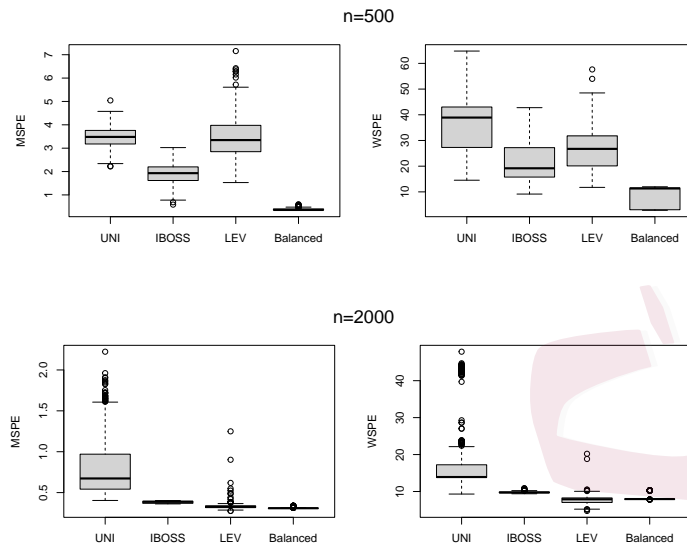 n=500
MSPE
7
6
5
4
3
2
1
UNI IBOSS LEV Balanced
WSPE
60
50
40
30
20
10
UNI IBOSS LEV Balanced
n=2000
MSPE
2.0
1.5
1.0
0.5
UNI IBOSS LEV Balanced
WSPE
40
30
20
10
UNI IBOSS LEV Balanced